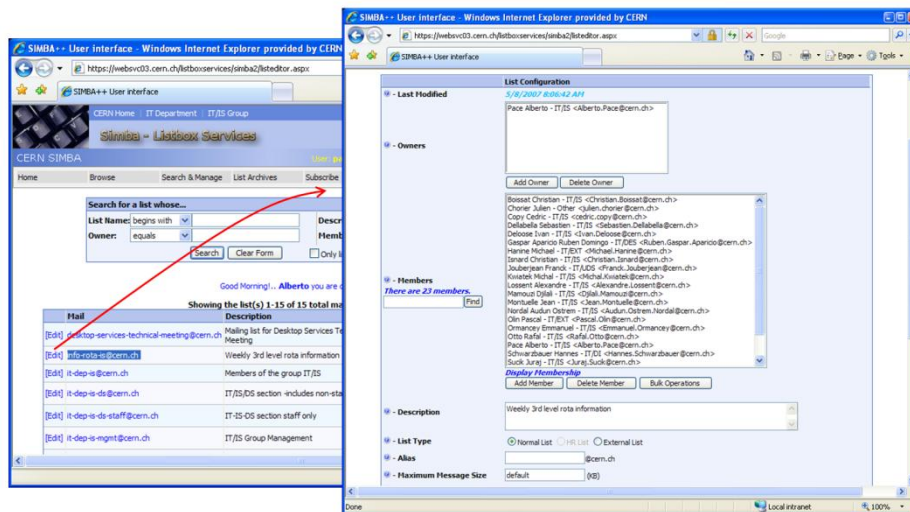 SIMBA++ User interface - Windows Internet Explorer provided by CERN
https://websvc03.cern.ch/listboxservices/simba2/listeditor.aspx
SIMBA++ User interface
CERN Home | IT Department | IT/IS Group
Simba - Listbox Services
CERN SIMBA
User:
Home Browse Search & Manage List Archives Subscribe
Search for a list whose...
List Name: begins with
Owner: equals
Search Clear Form
Good Morning!.. Alberto you are
Showing the list(s) 1-15 of 15 total
Mail Description
[Edit] desktop-services-technical-meeting@cern.ch Mailing list for Desktop Services
Meeting
[Edit] info-rota-is@cern.ch Weekly 3rd level rota information
[Edit] it-dep-is@cern.ch Members of the group IT/IS
[Edit] it-dep-is-ds@cern.ch IT/IS/DS section -includes
[Edit] it-dep-is-ds-staff@cern.ch IT-IS-DS section staff only
[Edit] it-dep-is-mgmt@cern.ch IT/IS Group Management
SIMBA++ User interface - Windows Internet Explorer provided by CERN
https://websvc03.cern.ch/listboxservices/simba2/listeditor.aspx
Google
SIMBA++ User interface
Page Tools
List Configuration
- Last Modified 5/8/2007 8:06:42 AM
Pace Alberto - IT/IS <Alberto.Pace@cern.ch>
- Owners
Add Owner Delete Owner
Boissat Christian - IT/IS <Christian.Boissat@cern.ch>
Chorier Julien - Other <julien.chorier@cern.ch>
Copy Cedric - IT/IS <cedric.copy@cern.ch>
Dellabella Sebastien - IT/IS <Sebastien.Dellabella@cern.ch>
Deloose Ivan - IT/IS <Ivan.Deloose@cern.ch>
Gaspar Aparicio Ruben Domingo - IT/DES <Ruben.Gaspar.Aparicio@cern.ch>
Hanine Michael - IT/EXT <Michael.Hanine@cern.ch>
Isnard Christian - IT/IS <Christian.Isnard@cern.ch>
Jouberjean Franck - IT/UDS <Franck.Jouberjean@cern.ch>
Kwiatek Michal - IT/IS <Michal.Kwiatek@cern.ch>
Lossent Alexandre - IT/IS <Alexandre.Lossent@cern.ch>
Mamouzi Djilali - IT/IS <Djilali.Mamouzi@cern.ch>
Montuelle Jean - IT/IS <Jean.Montuelle@cern.ch>
Nordal Audun Ostrem - IT/IS <Audun.Ostrem.Nordal@cern.ch>
Olin Pascal - IT/EXT <Pascal.Olin@cern.ch>
Ormancey Emmanuel - IT/IS <Emmanuel.Ormancey@cern.ch>
Otto Rafal - IT/IS <Rafal.Otto@cern.ch>
Pace Alberto - IT/IS <Alberto.Pace@cern.ch>
Schwarzbauer Hannes - IT/DI <Hannes.Schwarzbauer@cern.ch>
Sucik Juraj - IT/IS <Juraj.Sucik@cern.ch>
- Members
There are 23 members.
Find
Display Membership
Add Member Delete Member Bulk Operations
- Description Weekly 3rd level rota information
- List Type Normal List HR List External List
- Alias @cern.ch
- Maximum Message Size default (KB)
Done Local intranet 100%